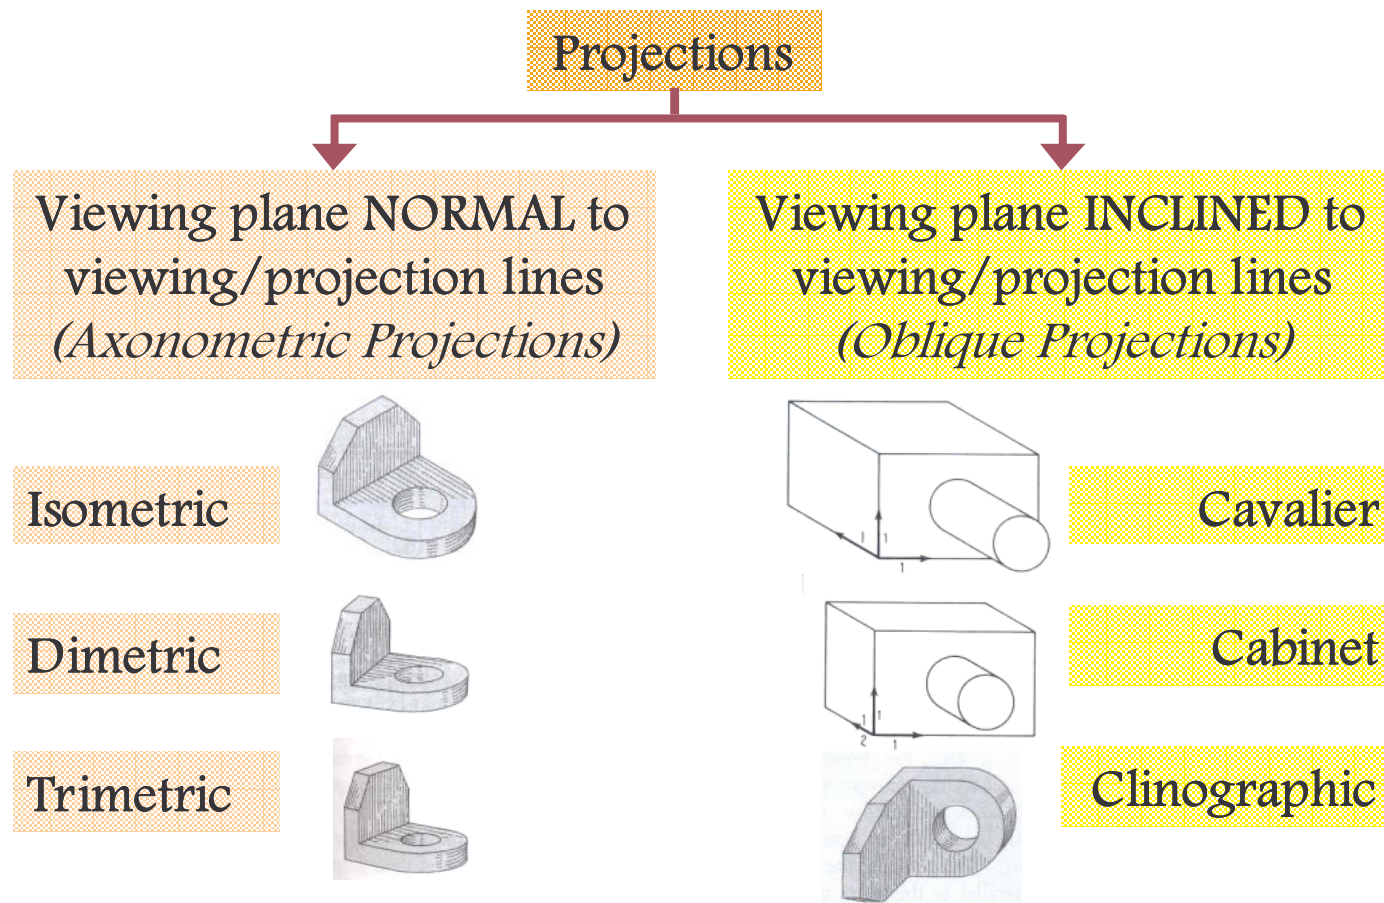 Projections
Viewing plane NORMAL to
viewing/projection lines
(Axonometric Projections)
Viewing plane INCLINED to
viewing/projection lines
(Oblique Projections)
Isometric
Dimetric
Trimetric
1
1
1
Cavalier
1
2
1
1
Cabinet
Clinographic